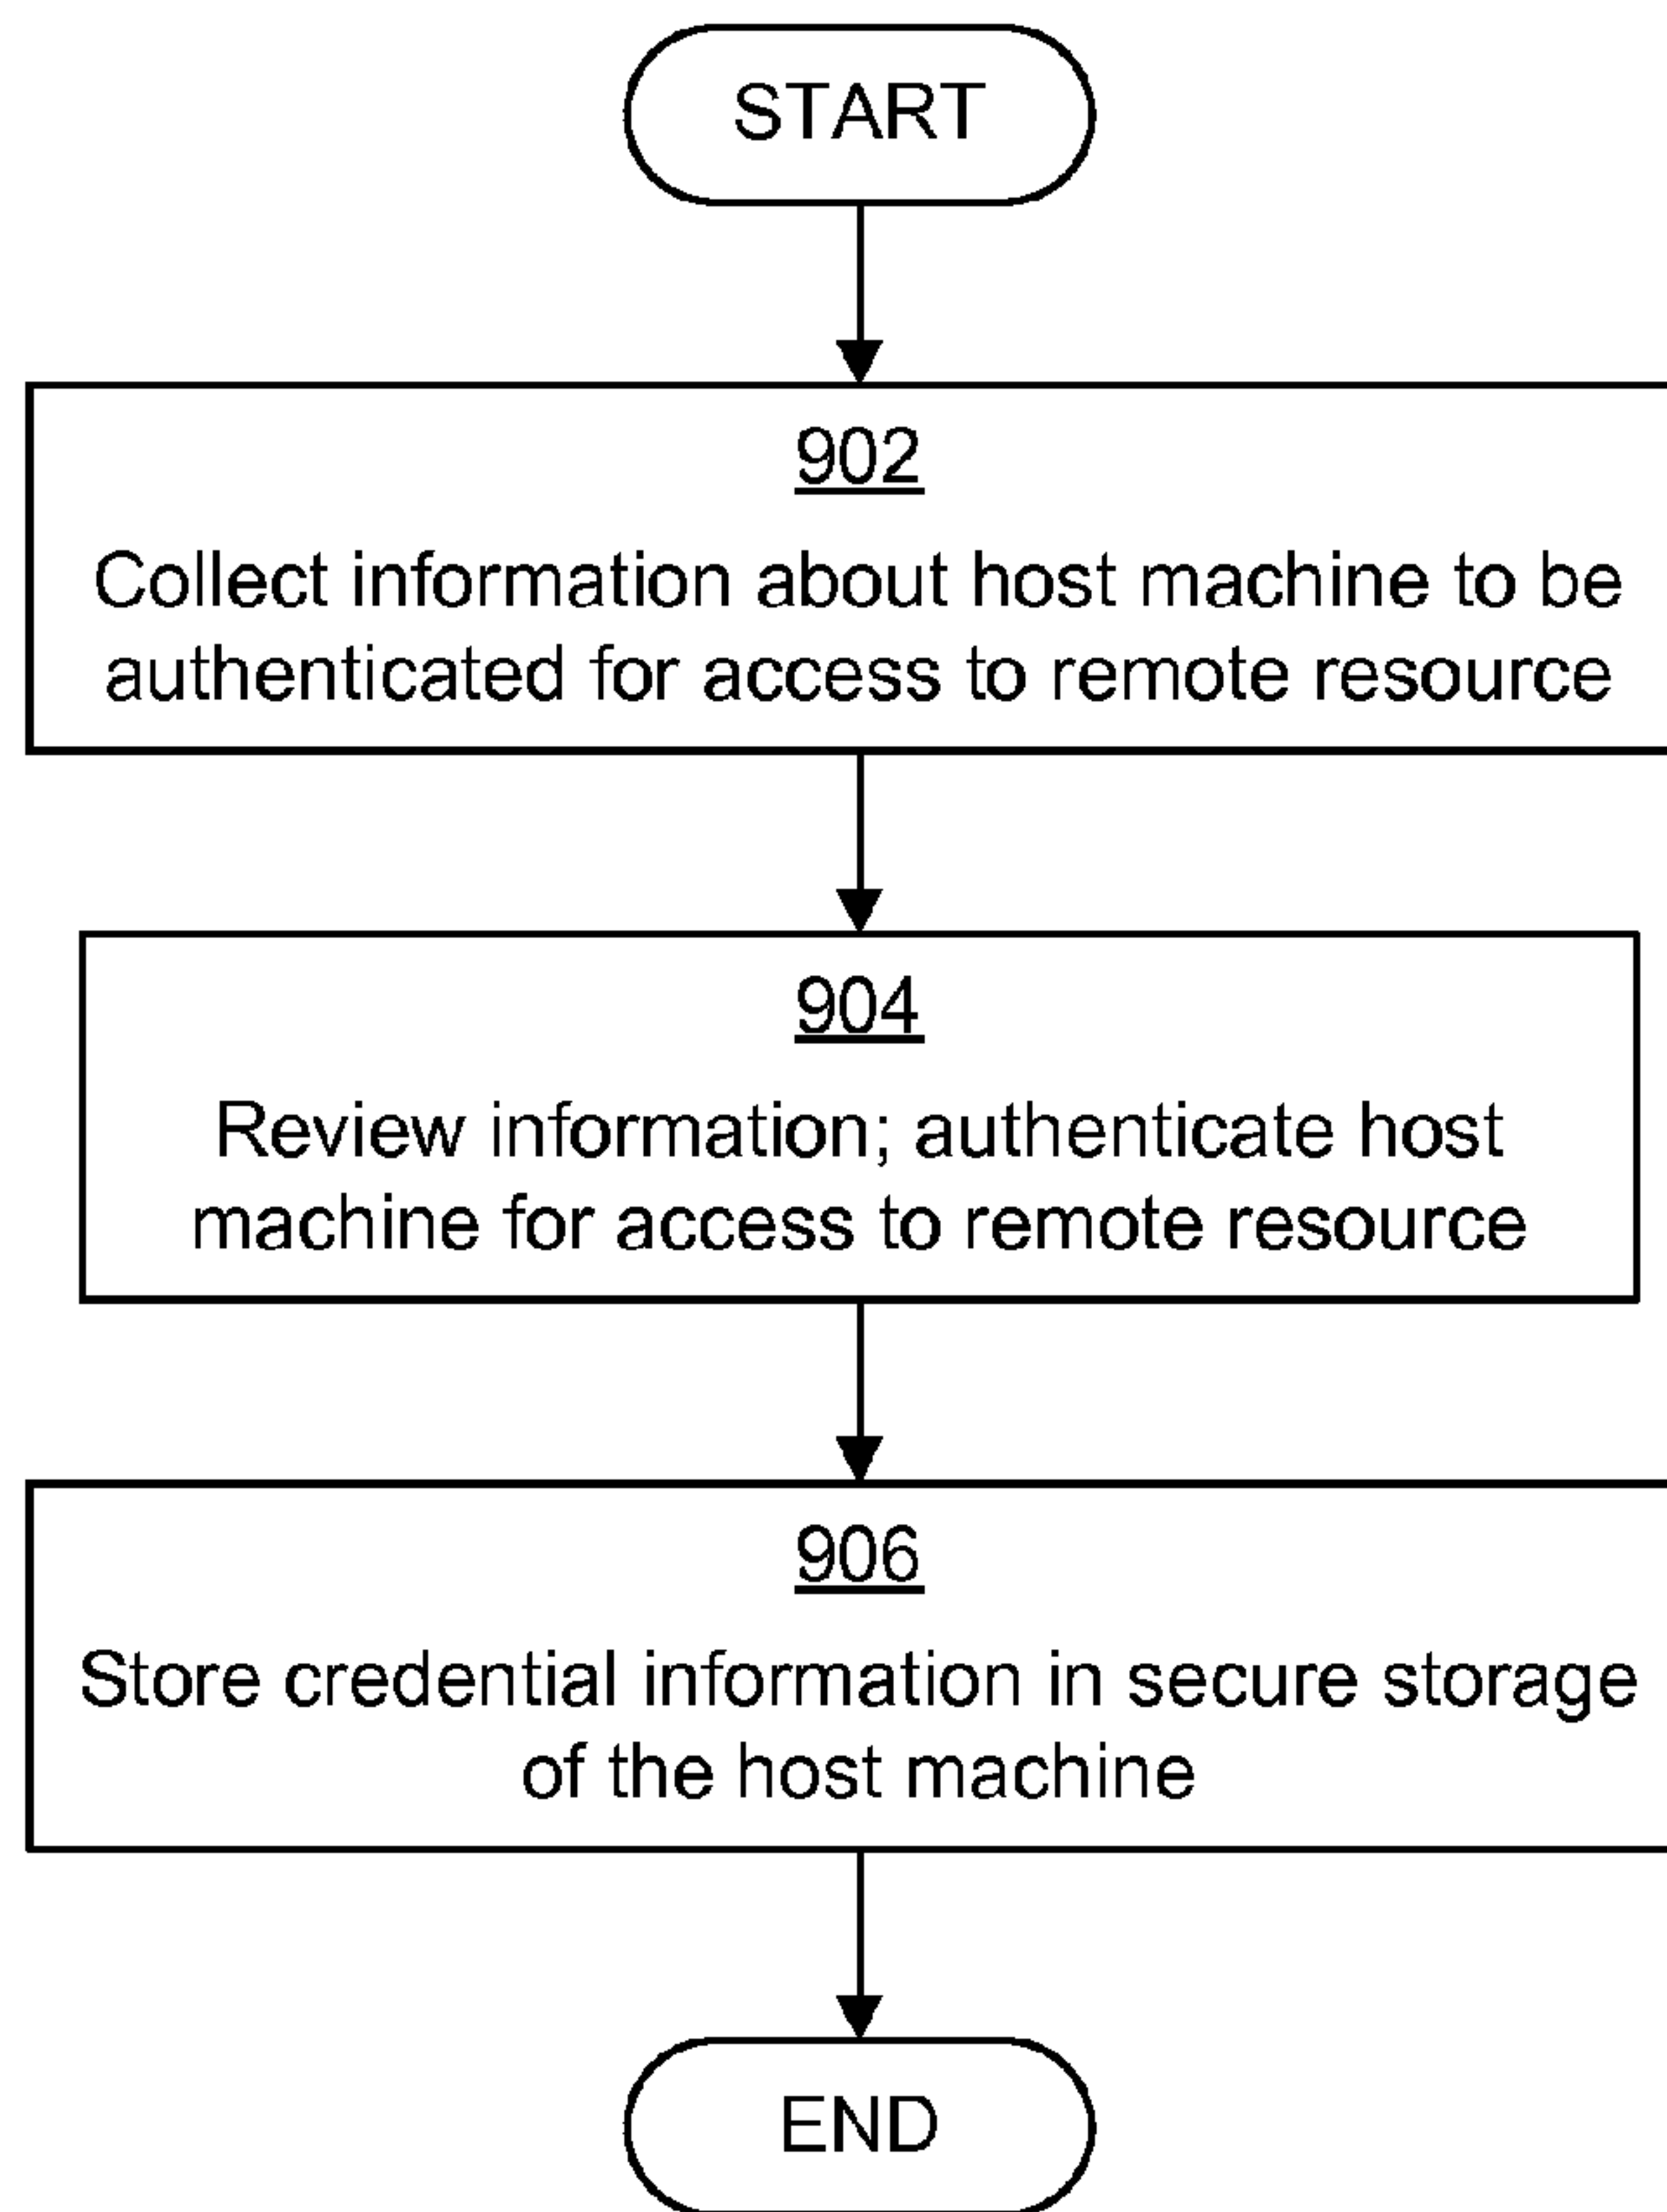 START
902
Collect information about host machine to be
authenticated for access to remote resource
904
Review information; authenticate host
machine for access to remote resource
906
Store credential information in secure storage
of the host machine
END